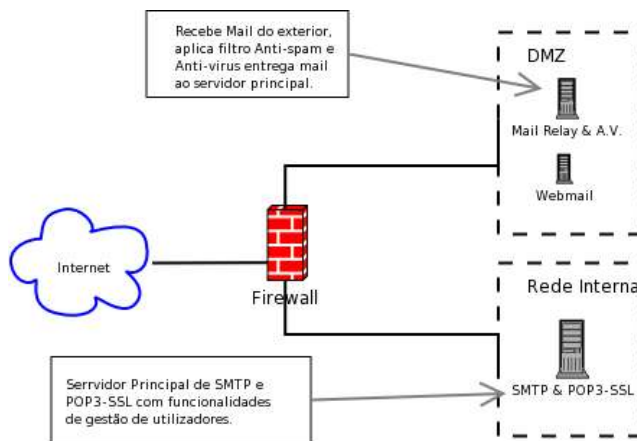 Recebe Mail do exterior,
aplica filtro Anti-spam e
Anti-virus entrega mail
ao servidor principal.
DMZ
Mail Relay & A.V.
Webmail
Internet
Firewall
Rede Interna
SMTP & POP3-SSL
Serrvidor Principal de SMTP e
POP3-SSL com funcionalidades
de gestão de utilizadores.